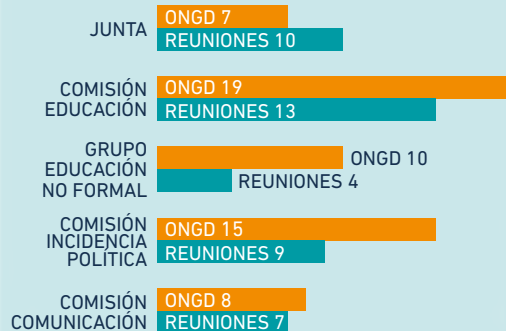 JUNTA
ONGD 7
REUNIONES 10
COMISIÓN
EDUCACIÓN
ONGD 19
REUNIONES 13
GRUPO
EDUCACIÓN
NO FORMAL
ONGD 10
REUNIONES 4
COMISIÓN
INCIDENCIA
POLÍTICA
ONGD 15
REUNIONES 9
COMISIÓN
COMUNICACIÓN
ONGD 8
REUNIONES 7